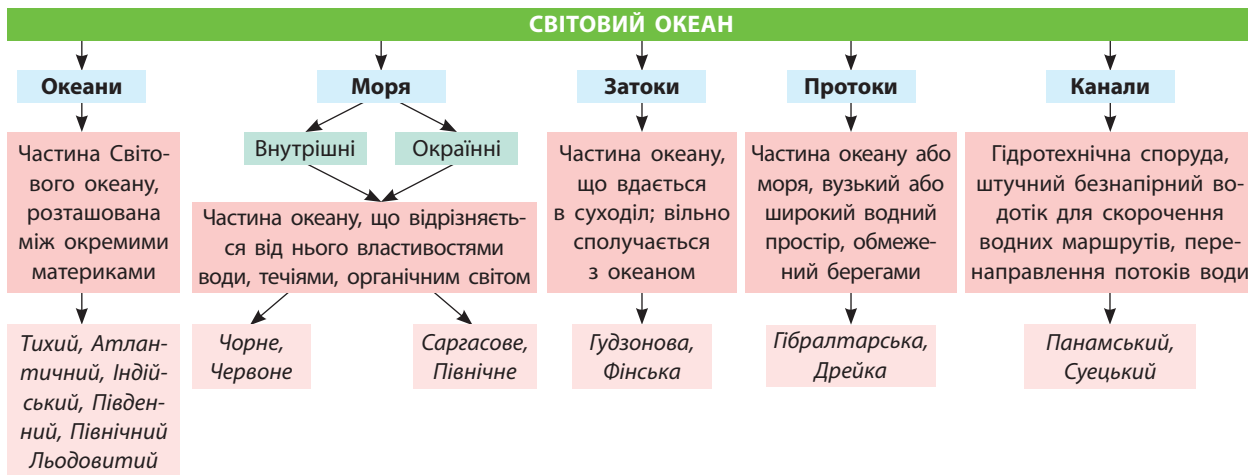 СВІТОВИЙ ОКЕАН
Океани
Частина Світо-
вого океану,
розташована
між окремими
материками
Тихий, Атлан-
тичний, Індій-
ський, Півден-
ний, Північний
Льодовитий
Моря
Внутрішні
Окраїнні
Частина океану, що відрізняєть-
ся від нього властивостями
води, течіями, органічним світом
Чорне,
Червоне
Саргасове,
Північне
Затоки
Частина океану,
що вдається
в суходіл; вільно
сполучається
з океаном
Гудзонова,
Фінська
Протоки
Частина океану або
моря, вузький або
широкий водний
простір, обмеже-
ний берегами
Гібралтарська,
Дрейка
Канали
Гідротехнічна споруда,
штучний безнапірний во-
дотік для скорочення
водних маршрутів, пере-
направлення потоків води
Панамський,
Суецький